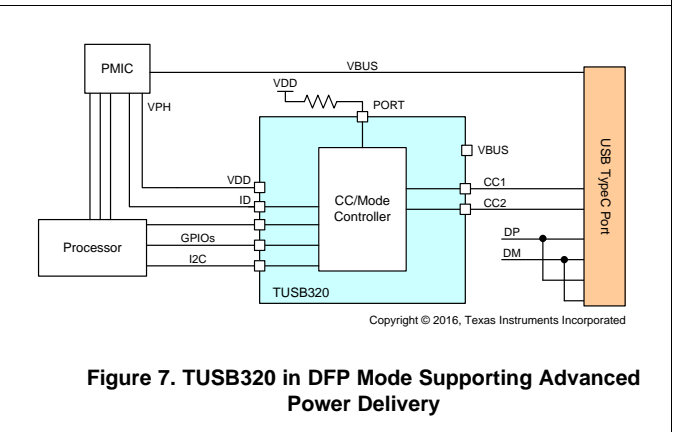 PMIC
VBUS
VDD
VPH
PORT
VBUS
VDD
CC1
ID
CC/Mode
Controller
CC2
USB TypeC Port
Processor
GPIOs
DP
I2C
DM
TUSB320
Copyright © 2016, Texas Instruments Incorporated
Figure 7. TUSB320 in DFP Mode Supporting Advanced
Power Delivery